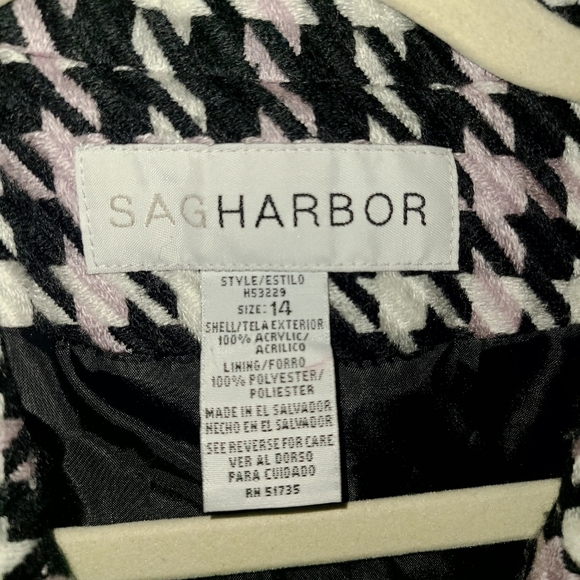 SAGHARBOR
STYLE/ESTILO
HS3229
SIZE: 14
SHELL/TELA EXTERIOR
100% ACRYLIC/
ACRILICO
LINING/FORRO
100% POLYESTER/
POLIESTER
MADE IN EL SALVADOR
HECHO EN EL SALVADOR
SEE REVERSE FOR CARE
VER AL DORSO
PARA CUIDADO
RN 51735